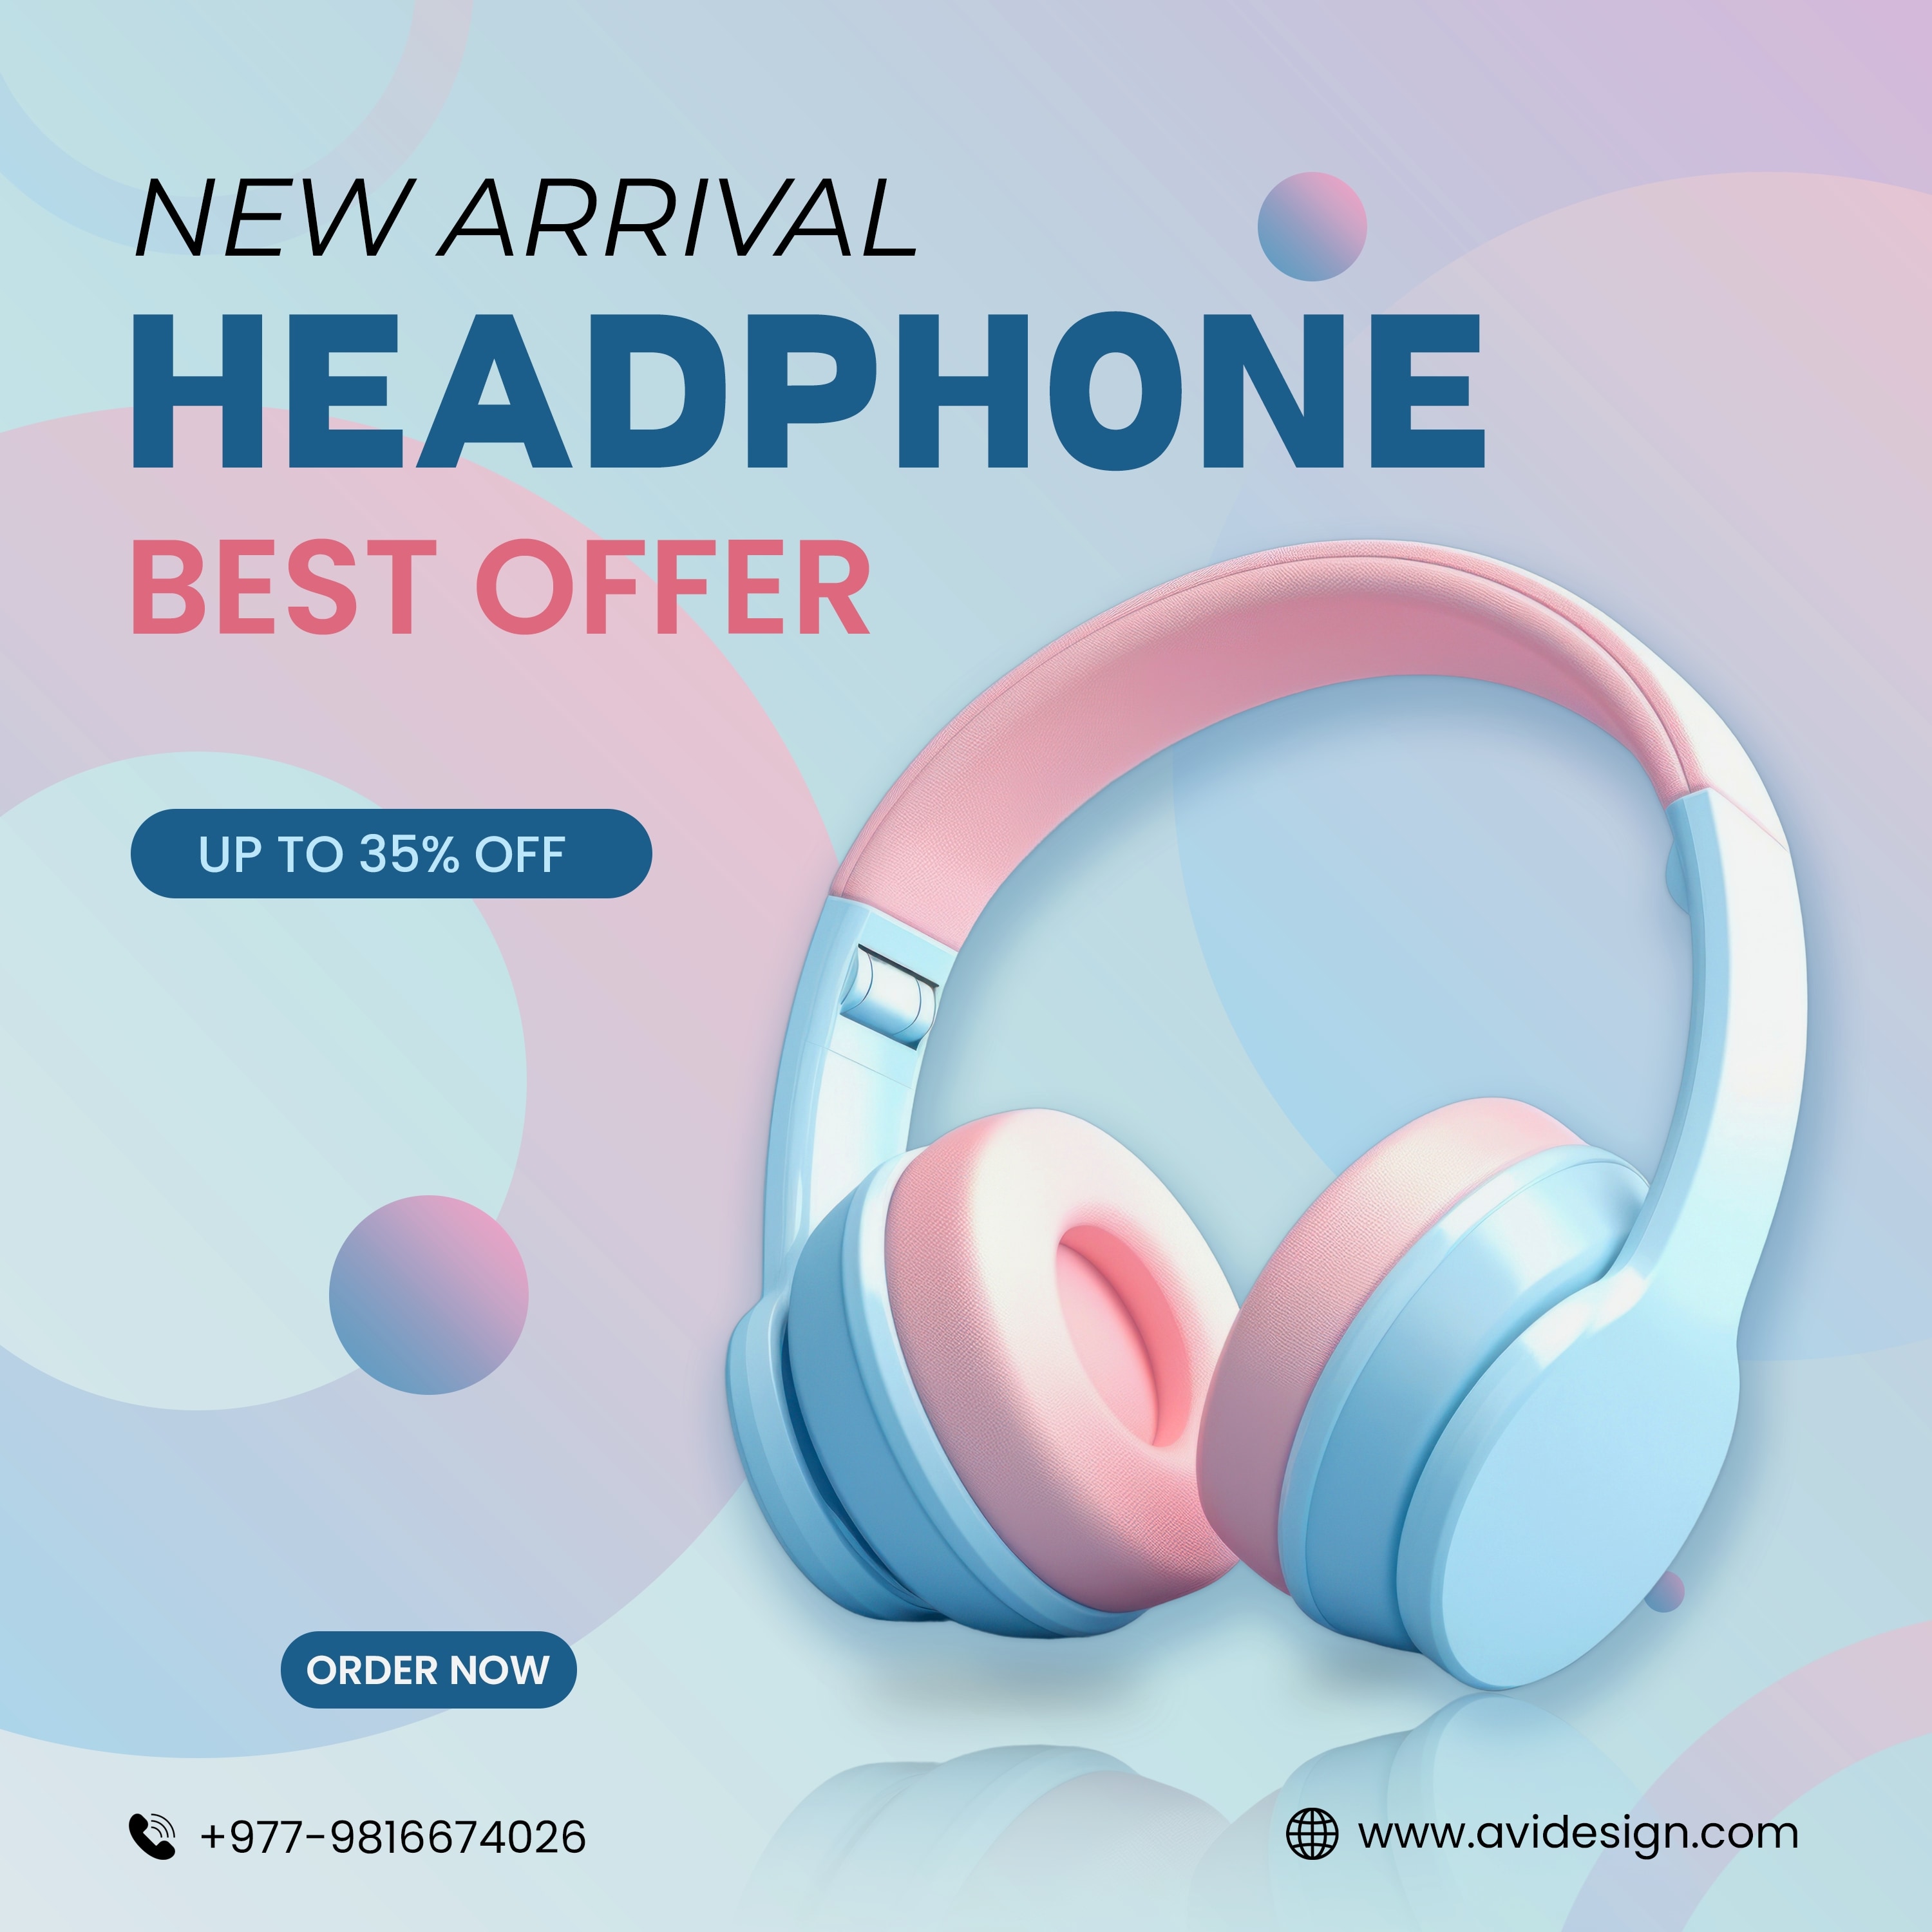 NEW ARRIVAL
HEADPHONE
BEST OFFER
UP TO 35% OFF
ORDER NOW
+977-9816674026
www.avidesign.com